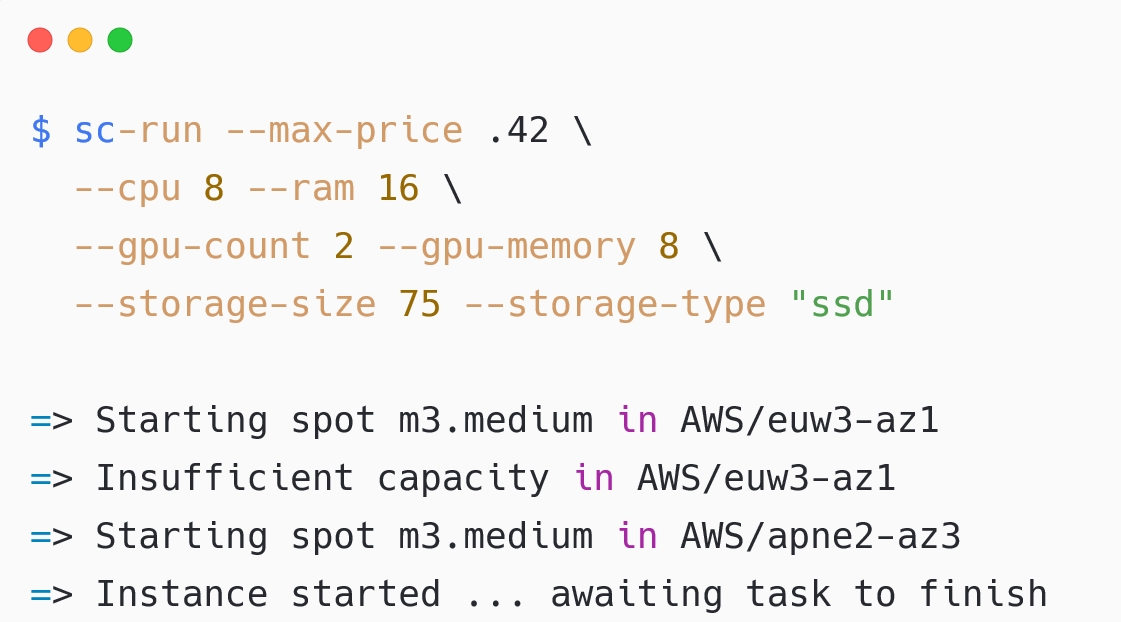 $ sc-run --max-price .42 \
--cpu 8 --ram 16 \
--gpu-count 2 --gpu-memory 8 \
--storage-size 75 --storage-type "ssd"
=> Starting spot m3.medium in AWS/euw3-az1
=> Insufficient capacity in AWS/euw3-az1
=> Starting spot m3.medium in AWS/apne2-az3
=> Instance started ... awaiting task to finish